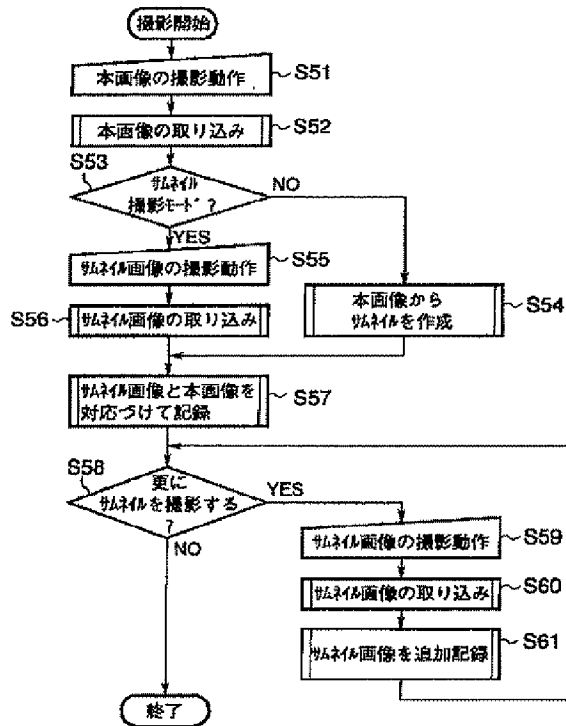 撮影開始
本画像の撮影動作
S51
本画像の取り込み
S52
S53
サムネイル
撮影モード?
NO
YES
サムネイル画像の撮影動作
S55
S56
サムネイル画像の取り込み
本画像から
サムネイルを作成
S54
サムネイル画像と本画像を
対応づけて記録
S57
S58
更に
サムネイルを撮影する
?
YES
NO
サムネイル画像の撮影動作
S59
サムネイル画像の取り込み
S60
サムネイル画像を追加記録
S61
終了